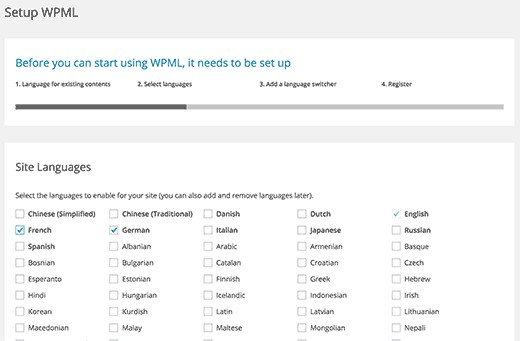 Setup WPML
Before you can start using WPML, it needs to be set up
1. Language for existing contents 2. Select languages 3. Add a language switcher 4. Register
Site Languages
Select the languages to enable for your site (you can also add and remove languages later).
Chinese (Simplified) Chinese (Traditional) Danish Dutch English
French German Italian Japanese Russian
Spanish Albanian Arabic Armenian Basque
Bosnian Bulgarian Catalan Croatian Czech
Esperanto Estonian Finnish Greek Hebrew
Hindi Hungarian Icelandic Indonesian Irish
Korean Kurdish Latin Latvian Lithuanian
Macedonian Malay Maltese Mongolian Nepali